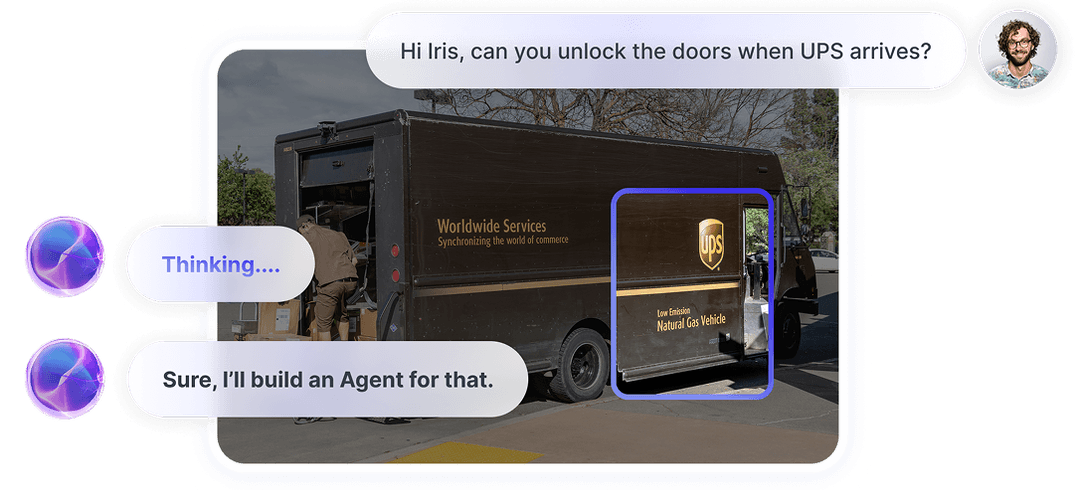 Hi Iris, can you unlock the doors when UPS arrives?
Worldwide Services
Synchronizing the world of commerce
ups
Low Emission
Natural Gas Vehicle
Thinking....
Sure, I'll build an Agent for that.